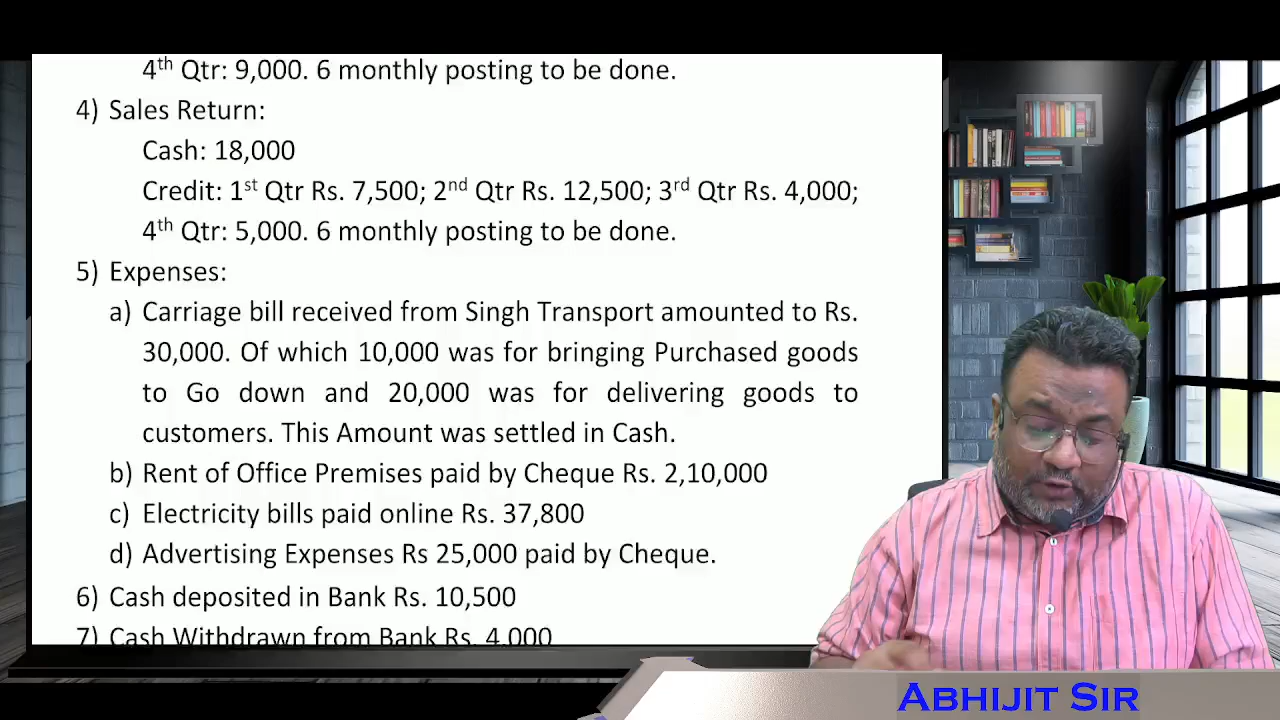 4th Qtr: 9,000. 6 monthly posting to be done.
4) Sales Return:
Cash: 18,000
Credit: 1st Qtr Rs. 7,500; 2nd Qtr Rs. 12,500; 3rd Qtr Rs. 4,000;
4th Qtr: 5,000. 6 monthly posting to be done.
5) Expenses:
a) Carriage bill received from Singh Transport amounted to Rs.
30,000. Of which 10,000 was for bringing Purchased goods
to Go down and 20,000 was for delivering goods to
customers. This Amount was settled in Cash.
b) Rent of Office Premises paid by Cheque Rs. 2,10,000
c) Electricity bills paid online Rs. 37,800
d) Advertising Expenses Rs 25,000 paid by Cheque.
6) Cash deposited in Bank Rs. 10,500
7) Cash Withdrawn from Bank Rs. 4,000
Abhijit Sir